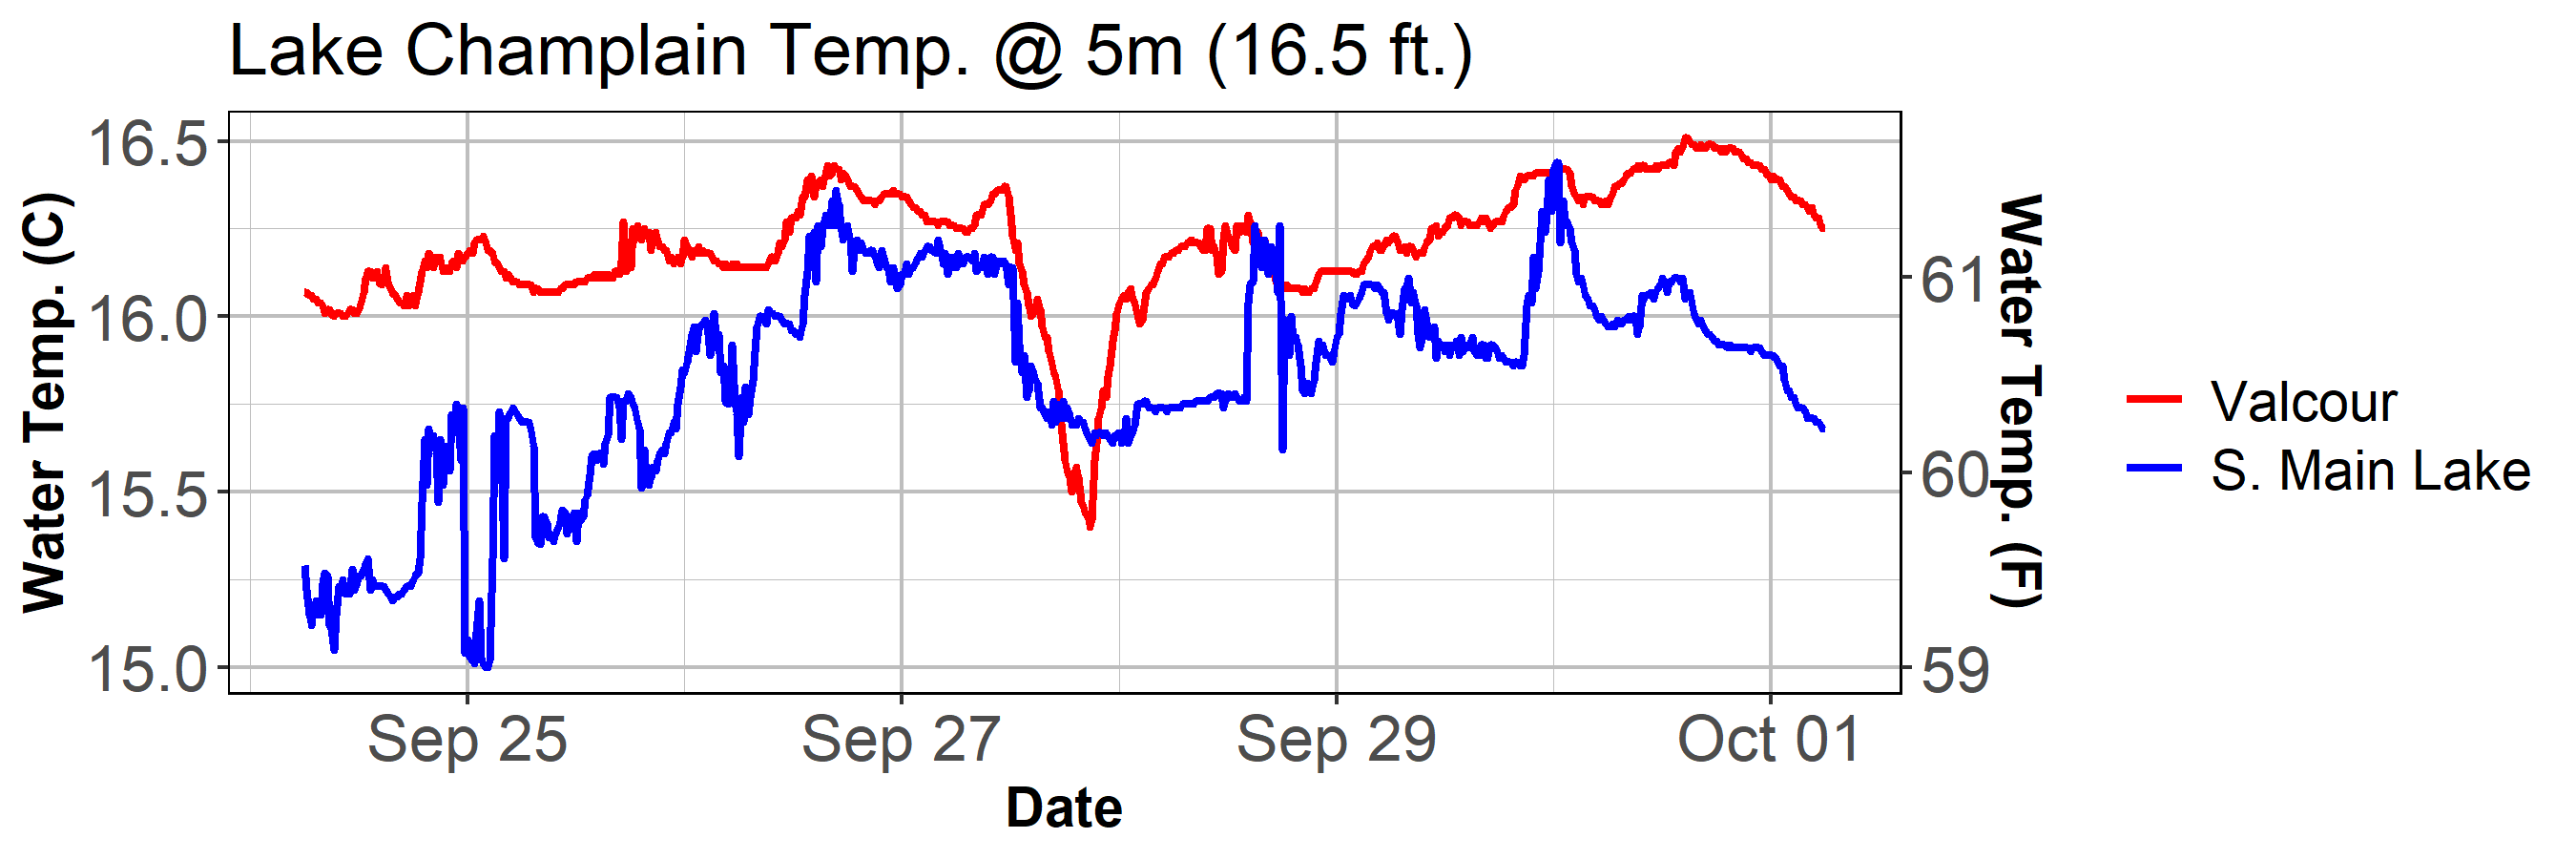 Lake Champlain Temp. @ 5m (16.5 ft.)
16.5
16.0
15.5
15.0
Water Temp. (C)
61
60
59
Water Temp. (F)
Sep 25 Sep 27 Sep 29 Oct 01
Date
Valcour
S. Main Lake